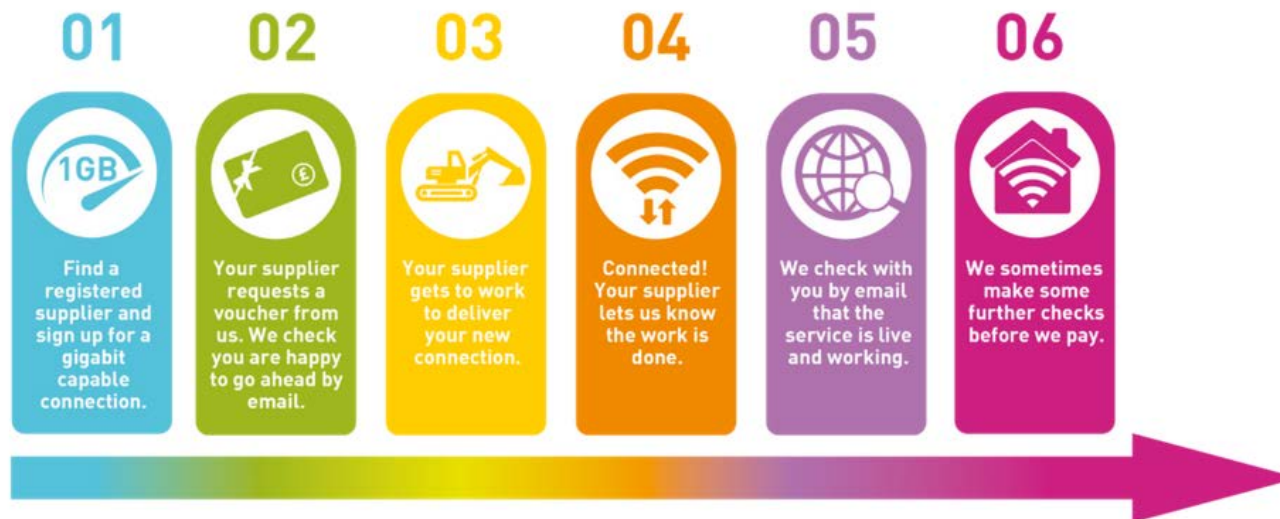 01
02
03
04
05
06
1GB
£
Find a
registered
supplier and
sign up for a
gigabit
capable
connection.
Your supplier
requests a
voucher from
us. We check
you are happy
to go ahead by
email.
Your supplier
gets to work
to deliver
your new
connection.
Connected!
Your supplier
lets us know
the work is
done.
We check with
you by email
that the
service is live
and working.
We sometimes
make some
further checks
before we pay.